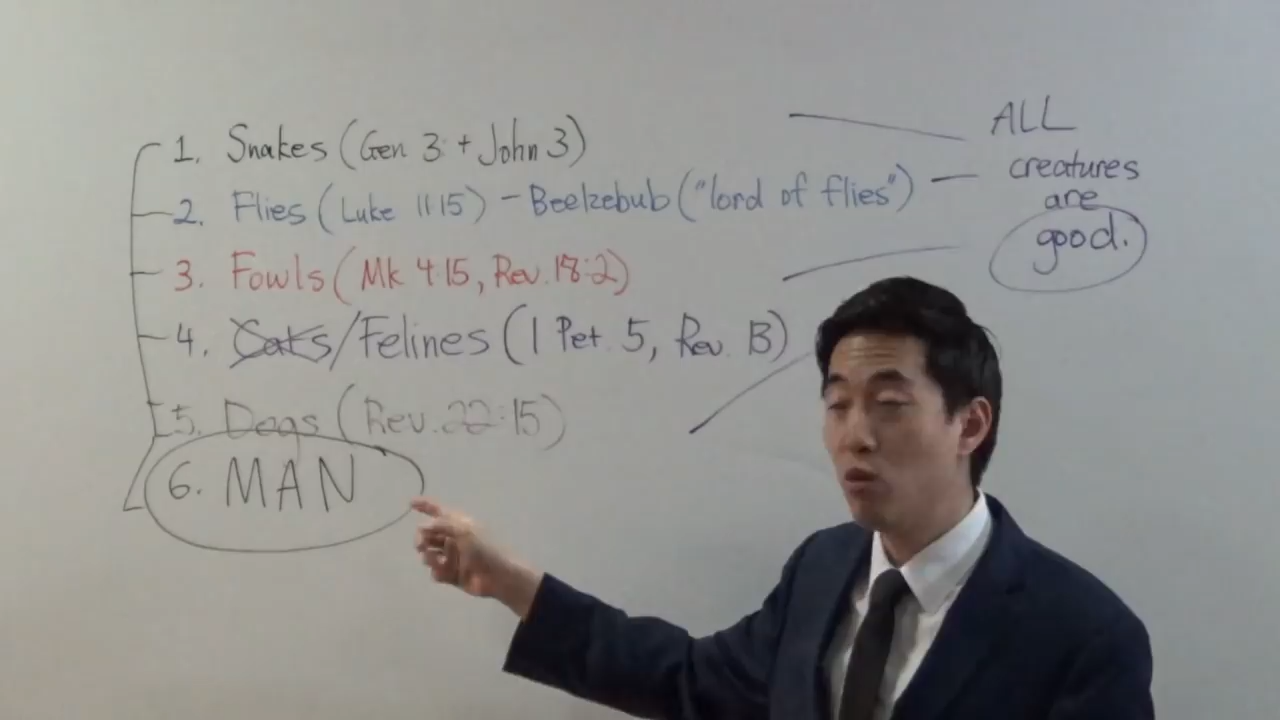 1. Snakes (Gen 3 + John 3)
2. Flies (Luke 11 15) - Beelzebub ("lord of flies")
3. Fowls (Mk 4 15, Rev. 18:2)
4. Cats/Felines (1 Pet. 5, Rev. 13)
5. Dogs (Rev. 22:15)
6. MAN
ALL
creatures
are
good.